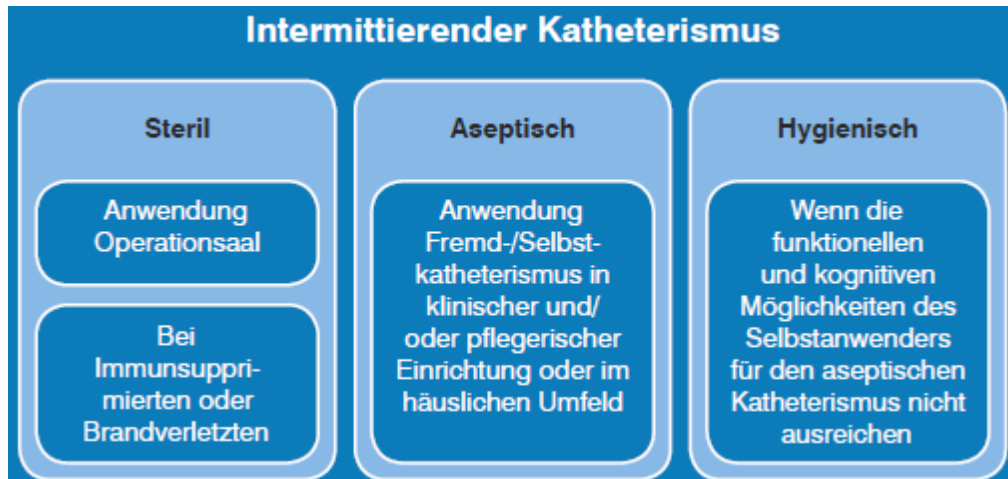 Intermittierender Katheterismus
Steril
Anwendung
Operationsaal
Bei
Immunsuppri-
mierten oder
Brandverletzten
Aseptisch
Anwendung
Fremd-/Selbst-
katheterismus in
klinischer und/
oder pflegerischer
Einrichtung oder im
häuslichen Umfeld
Hygienisch
Wenn die
funktionellen
und kognitiven
Möglichkeiten des
Selbstanwenders
für den aseptischen
Katheterismus nicht
ausreichen